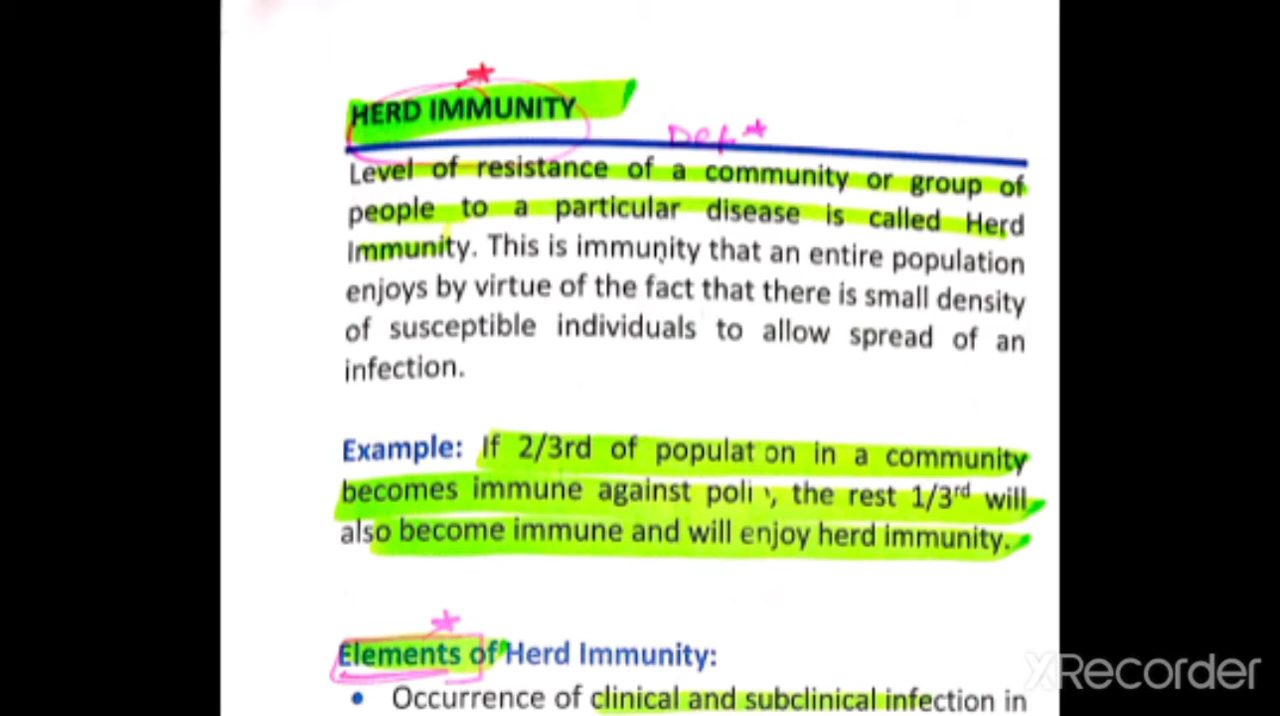 HERD IMMUNITY
Def *
Level of resistance of a community or group of
people to a particular disease is called Herd
Immunity. This is immunity that an entire population
enjoys by virtue of the fact that there is small density
of susceptible individuals to allow spread of an
infection.
Example: If 2/3rd of populat on in a community
becomes immune against poli , the rest 1/3rd will
also become immune and will enjoy herd immunity.
Elements of Herd Immunity:
• Occurrence of clinical and subclinical infection in
XRecorder